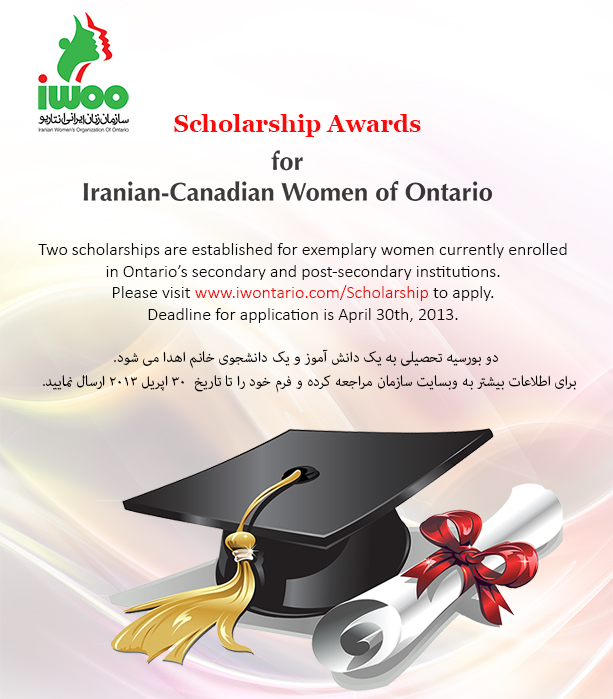 iwoo
سازمان زنان ایرانی انتاریو
Iranian Women's Organization Of Ontario
Scholarship Awards
for
Iranian-Canadian Women of Ontario
Two scholarships are established for exemplary women currently enrolled
in Ontario’s secondary and post-secondary institutions.
Please visit www.iwontario.com/Scholarship to apply.
Deadline for application is April 30th, 2013.
دو بورسیه تحصیلی به یک دانش آموز و یک دانشجوی خانم اهدا می شود.
برای اطلاعات بیشتر به وبسایت سازمان مراجعه کرده و فرم خود را تا تاریخ ۳۰ اپریل ۲۰۱۳ ارسال نمایید.